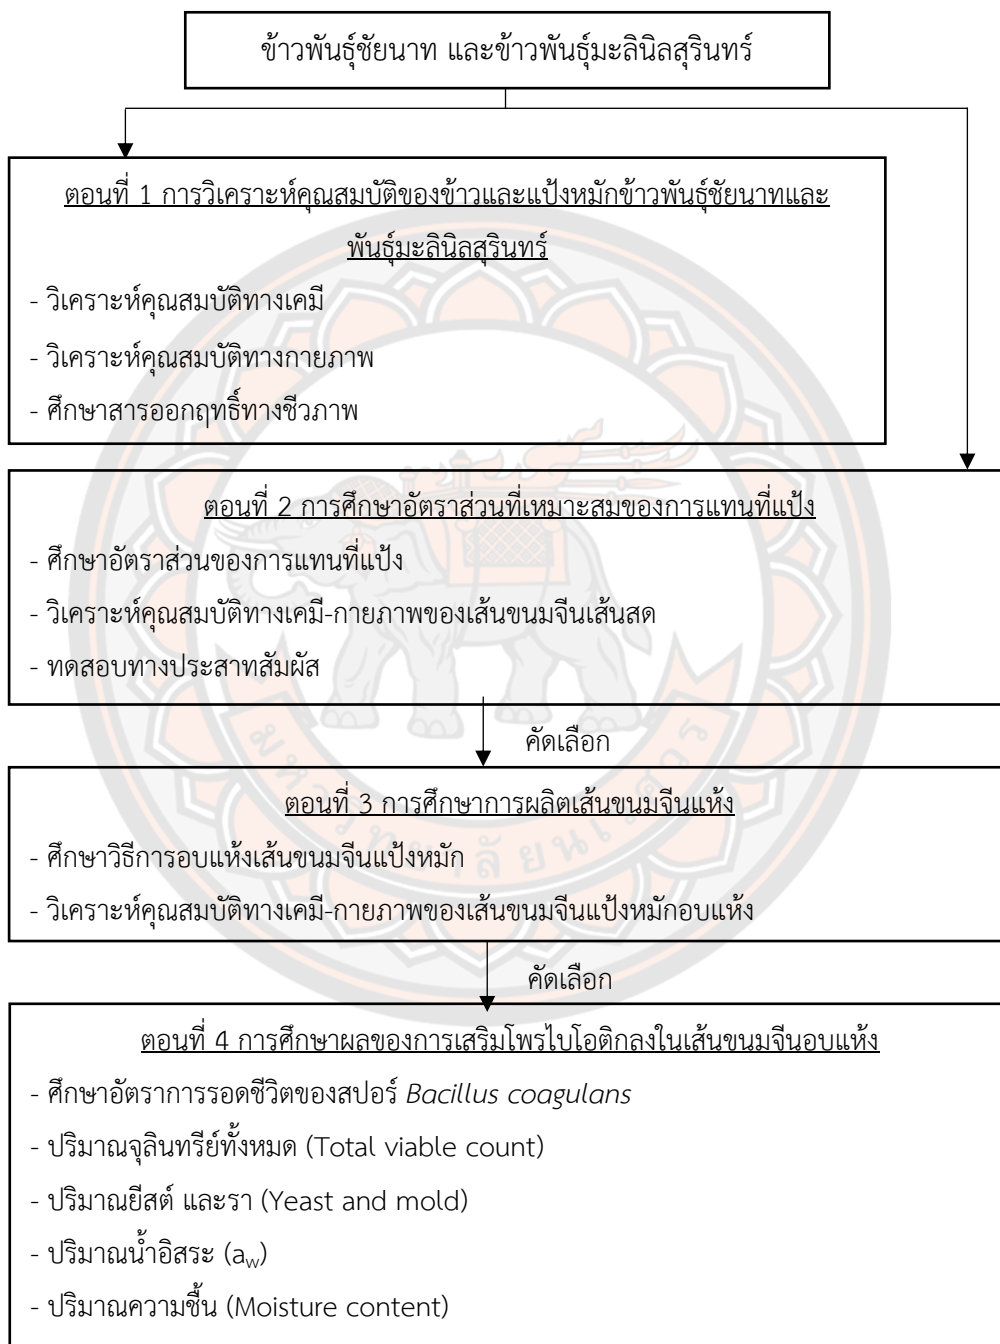 ข้าวพันธุ์ชัยนาท และข้าวพันธุ์มะลินิลสุรินทร์
ตอนที่ 1 การวิเคราะห์คุณสมบัติของข้าวและแป้งหมักข้าวพันธุ์ชัยนาทและ
พันธุ์มะลินิลสุรินทร์
- วิเคราะห์คุณสมบัติทางเคมี
- วิเคราะห์คุณสมบัติทางกายภาพ
- ศึกษาสารออกฤทธิ์ทางชีวภาพ
ตอนที่ 2 การศึกษาอัตราส่วนที่เหมาะสมของการแทนที่แป้ง
- ศึกษาอัตราส่วนของการแทนที่แป้ง
- วิเคราะห์คุณสมบัติทางเคมี-กายภาพของเส้นขนมจีนเส้นสด
- ทดสอบทางประสาทสัมผัส
คัดเลือก
ตอนที่ 3 การศึกษาการผลิตเส้นขนมจีนแห้ง
- ศึกษาวิธีการอบแห้งเส้นขนมจีนแป้งหมัก
- วิเคราะห์คุณสมบัติทางเคมี-กายภาพของเส้นขนมจีนแป้งหมักอบแห้ง
คัดเลือก
ตอนที่ 4 การศึกษาผลของการเสริมโพรไบโอติกลงในเส้นขนมจีนอบแห้ง
- ศึกษาอัตราการรอดชีวิตของสปอร์ Bacillus coagulans
- ปริมาณจุลินทรีย์ทั้งหมด (Total viable count)
- ปริมาณยีสต์ และรา (Yeast and mold)
- ปริมาณน้ำอิสระ (aw)
- ปริมาณความชื้น (Moisture content)
มหาวิทยาลัยนเรศวร